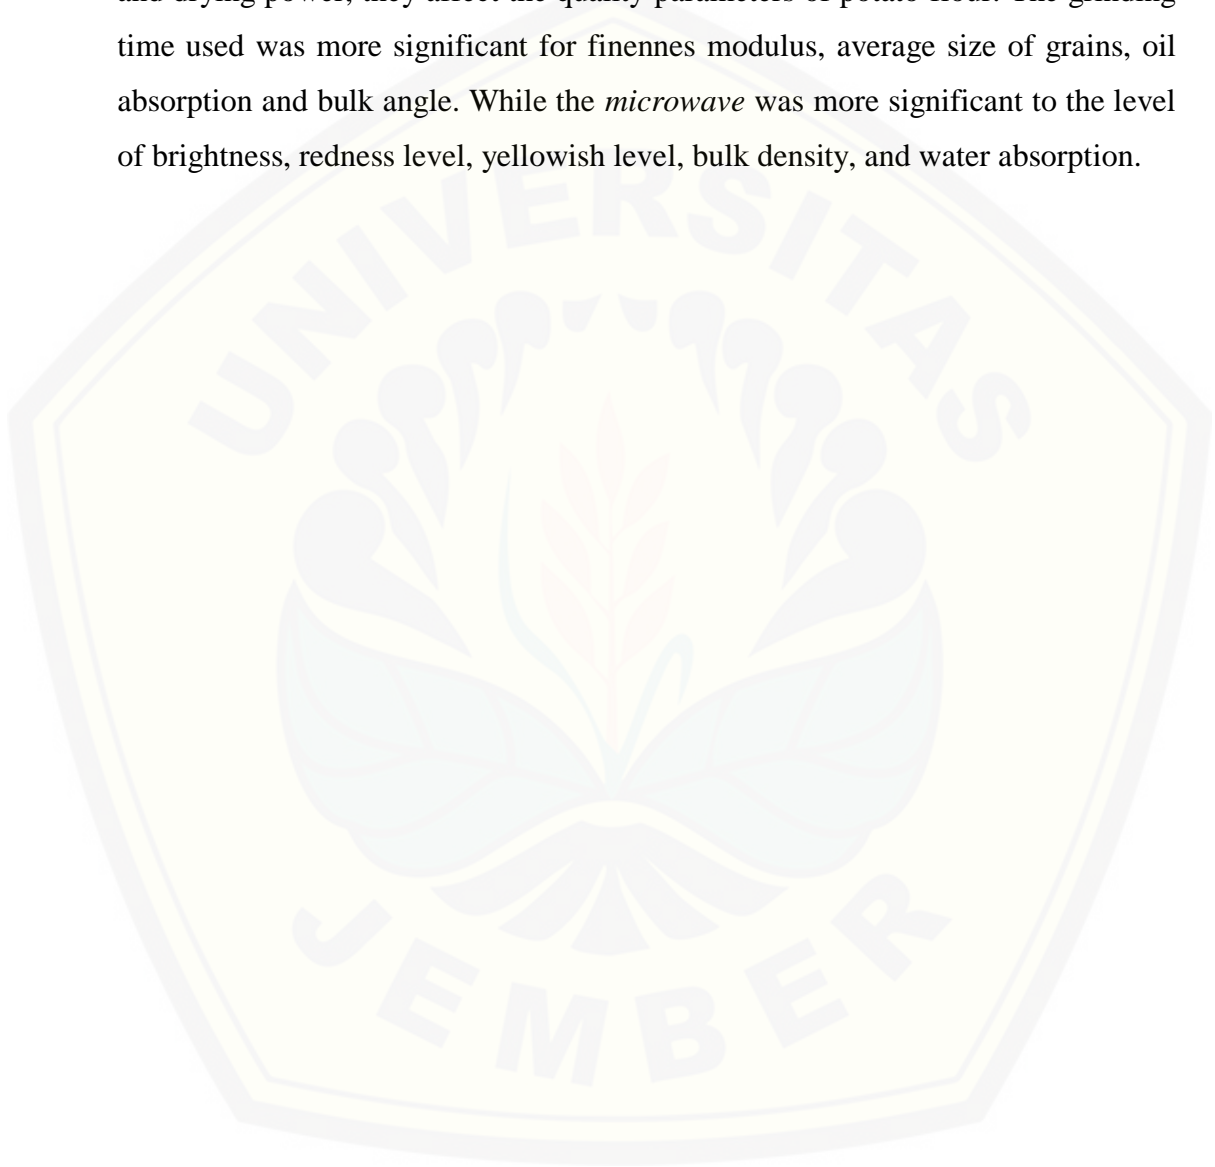 and drying power, they affect the quality parameters of potato flour. The grinding
time used was more significant for finennes modulus, average size of grains, oil
absorption and bulk angle. While the microwave was more significant to the level
of brightness, redness level, yellowish level, bulk density, and water absorption.
UNIVERSITAS
JEMBER